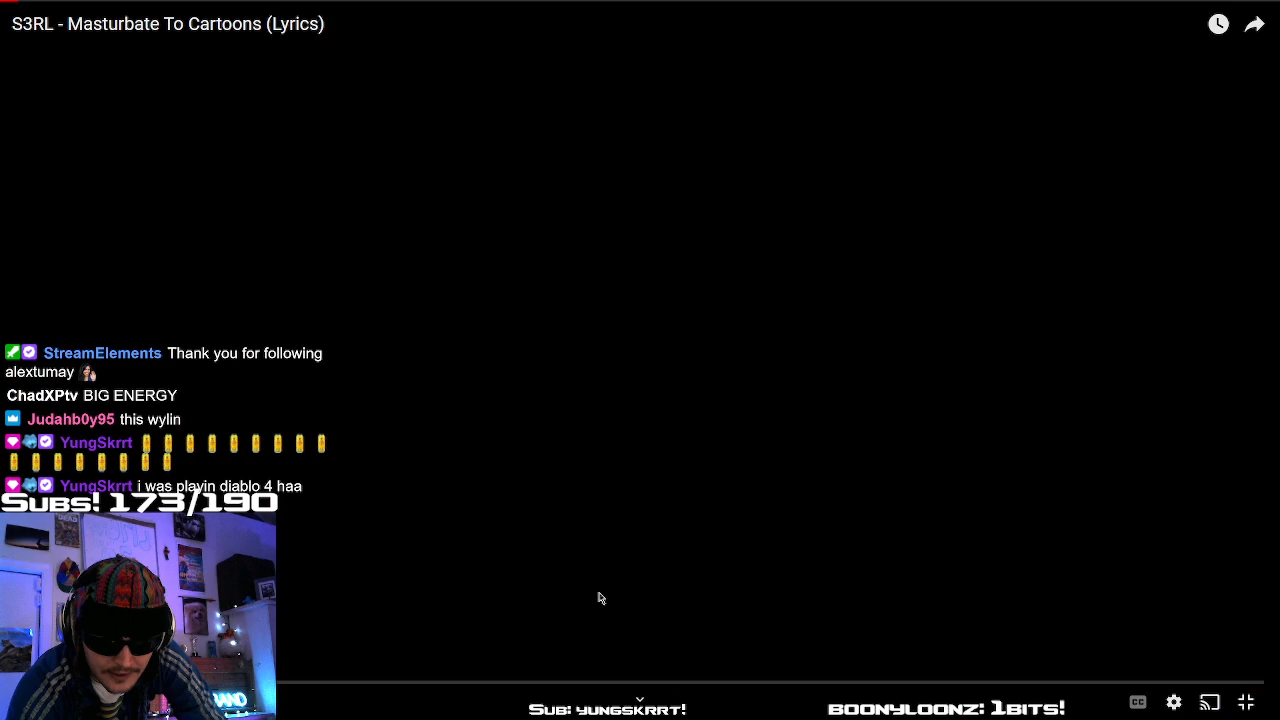 S3RL - Masturbate To Cartoons (Lyrics)
StreamElements Thank you for following
alextumay
ChadXPtv BIG ENERGY
Judahb0y95 this wylin
YungSkrrt
YungSkrrt i was playin diablo 4 haa
Subs! 173/190
CC
Sub: yungskrrt!
boonyloonz: 1bits!